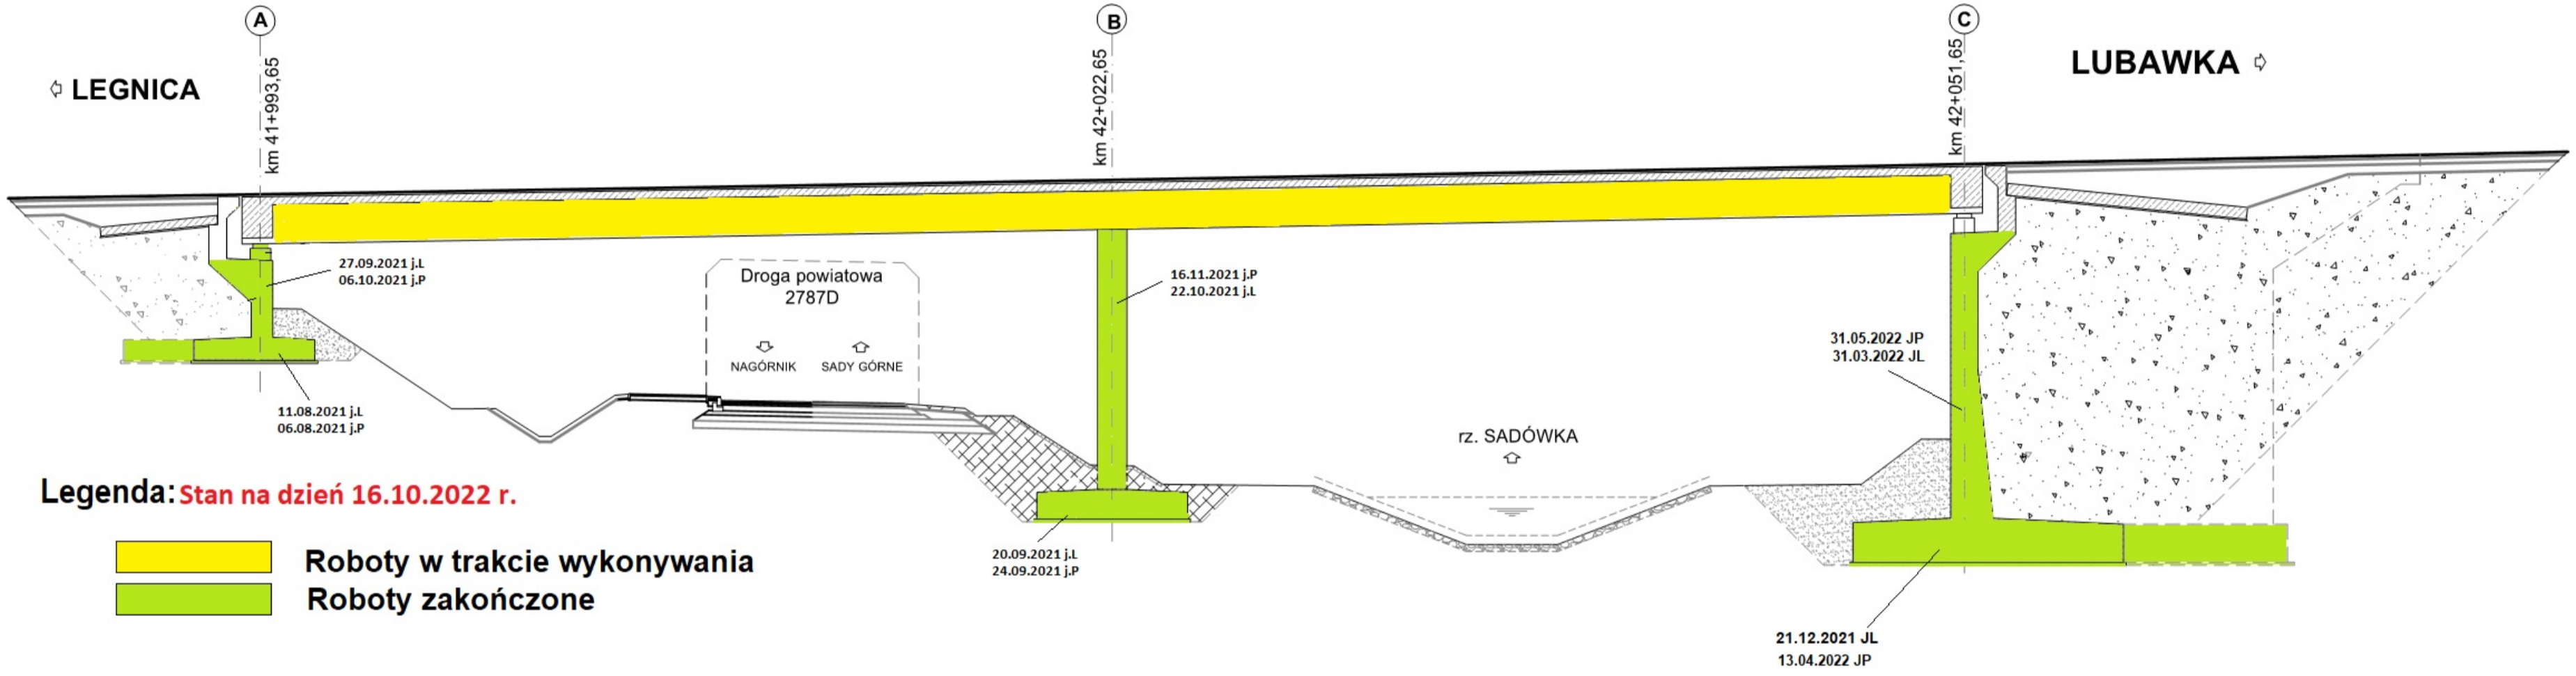 A
B
C
km 41+993,65
km 42+022,65
km 42+051,65
⇦ LEGNICA
LUBAWKA ⇨
27.09.2021 j.L
06.10.2021 j.P
Droga powiatowa
2787D
NAGÓRNIK SADY GÓRNE
16.11.2021 j.P
22.10.2021 j.L
31.05.2022 JP
31.03.2022 JL
11.08.2021 j.L
06.08.2021 j.P
rz. SADÓWKA
Legenda: Stan na dzień 16.10.2022 r.
Roboty w trakcie wykonywania
Roboty zakończone
20.09.2021 j.L
24.09.2021 j.P
21.12.2021 JL
13.04.2022 JP